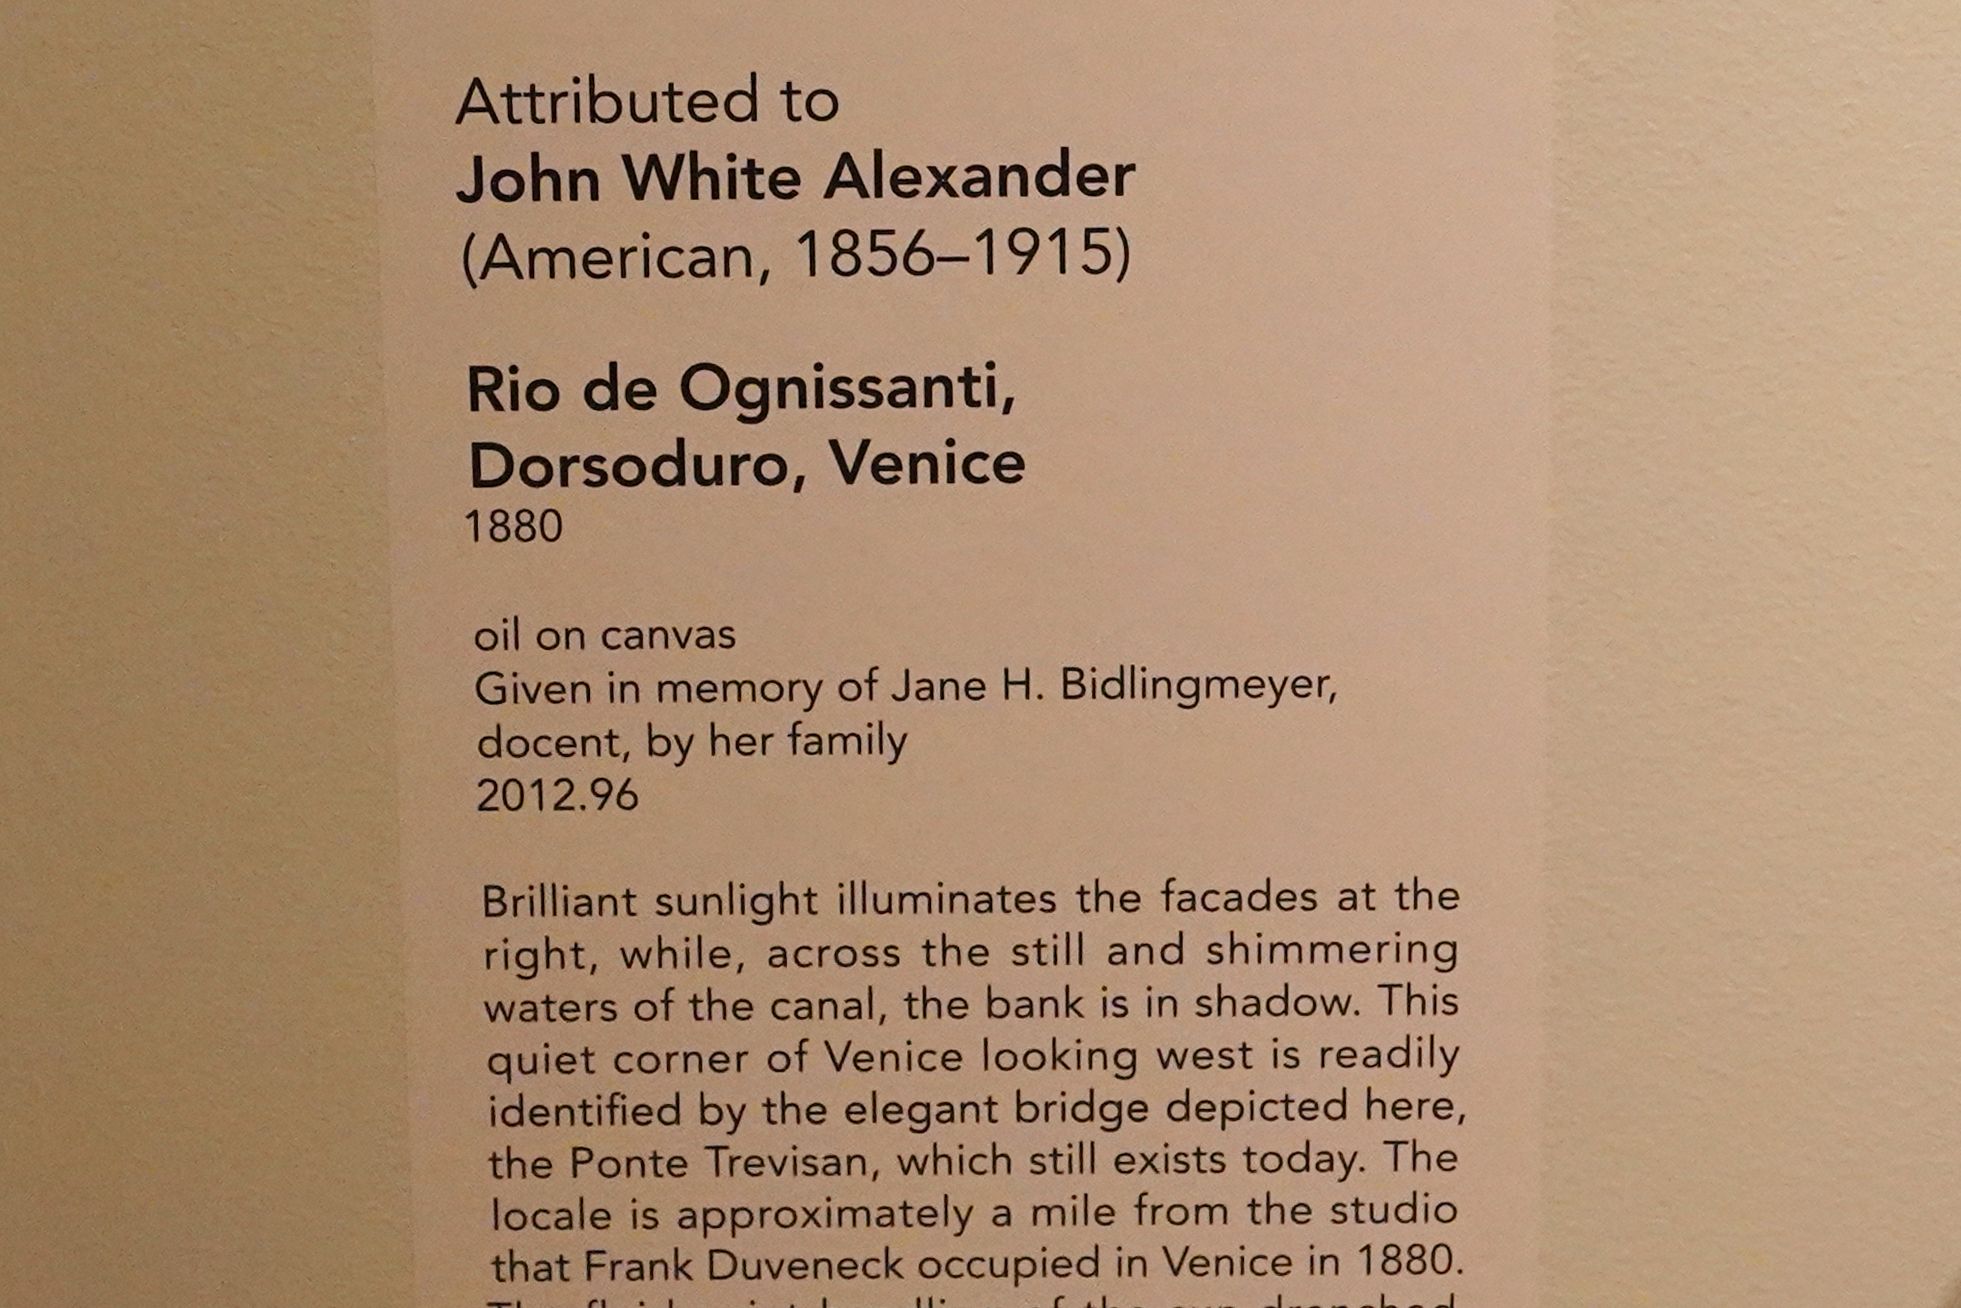 Attributed to
John White Alexander
(American, 1856–1915)
Rio de Ognissanti,
Dorsoduro, Venice
1880
oil on canvas
Given in memory of Jane H. Bidlingmeyer,
docent, by her family
2012.96
Brilliant sunlight illuminates the facades at the
right, while, across the still and shimmering
waters of the canal, the bank is in shadow. This
quiet corner of Venice looking west is readily
identified by the elegant bridge depicted here,
the Ponte Trevisan, which still exists today. The
locale is approximately a mile from the studio
that Frank Duveneck occupied in Venice in 1880.